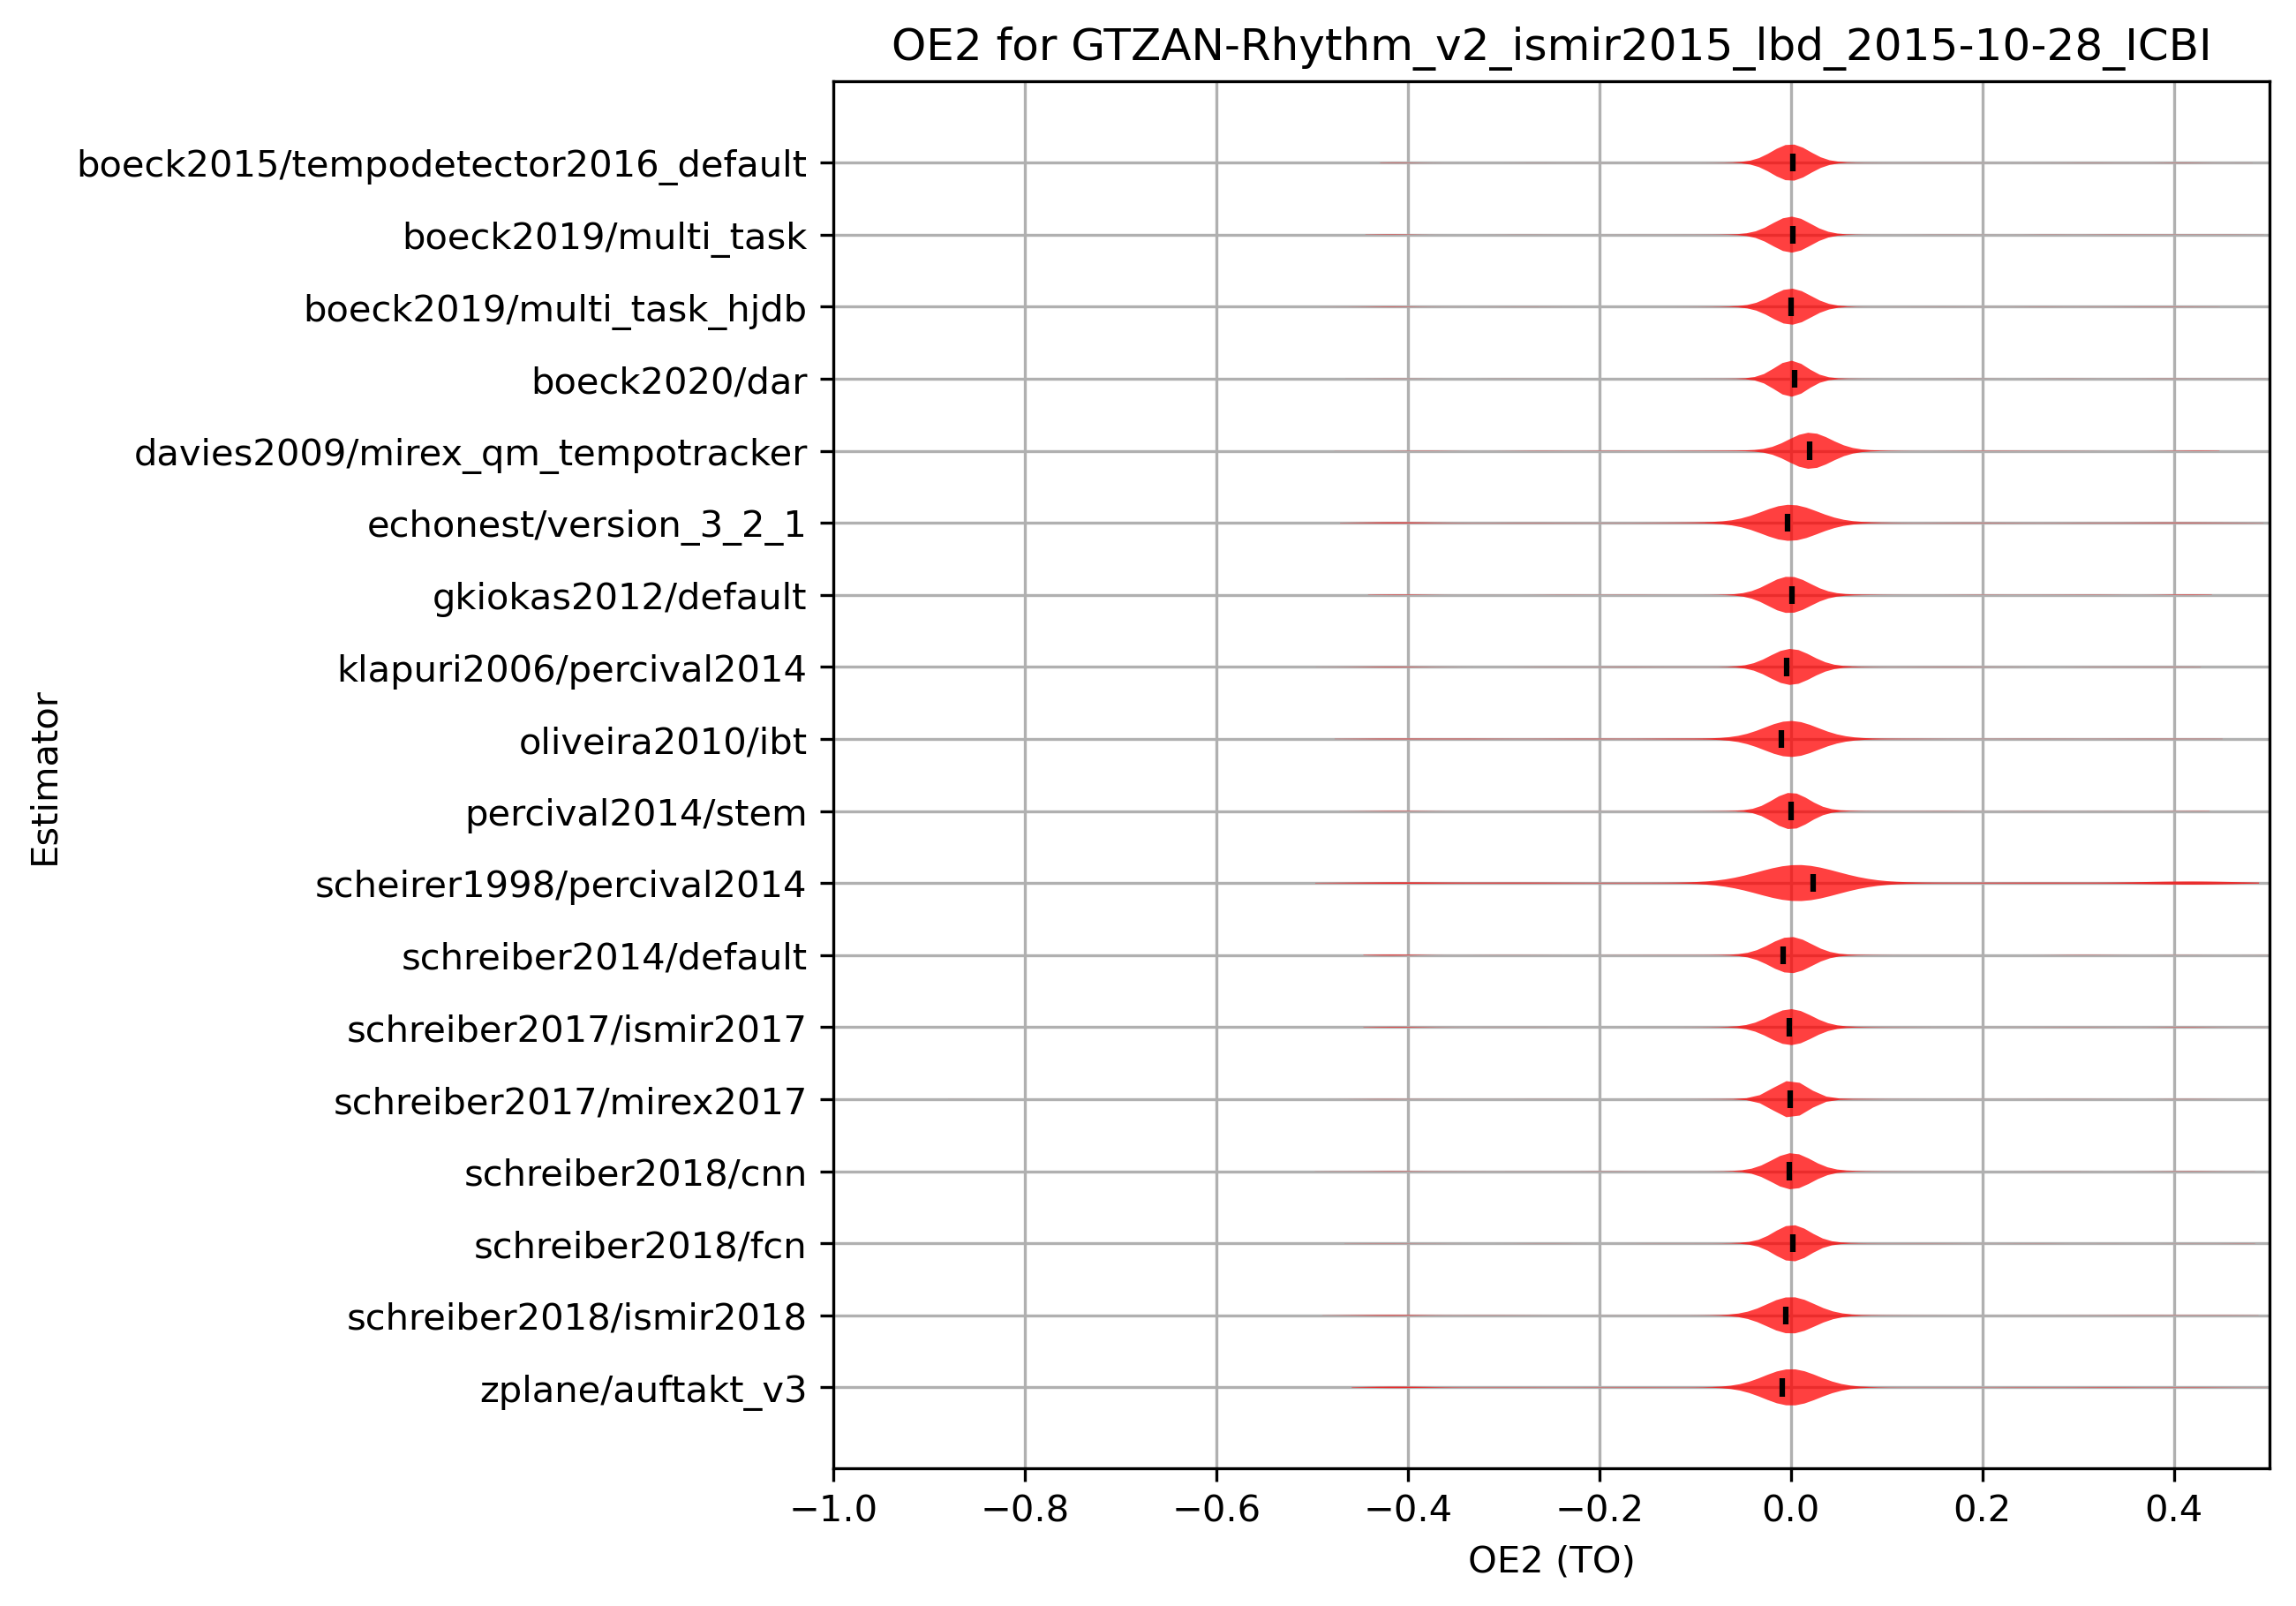 OE2 for GTZAN-Rhythm_v2_ismir2015_lbd_2015-10-28_ICBI
Estimator
boeck2015/tempodetector2016_default
boeck2019/multi_task
boeck2019/multi_task_hjdb
boeck2020/dar
davies2009/mirex_qm_tempotracker
echonest/version_3_2_1
gkiokas2012/default
klapuri2006/percival2014
oliveira2010/ibt
percival2014/stem
scheirer1998/percival2014
schreiber2014/default
schreiber2017/ismir2017
schreiber2017/mirex2017
schreiber2018/cnn
schreiber2018/fcn
schreiber2018/ismir2018
zplane/auftakt_v3
−1.0 −0.8 −0.6 −0.4 −0.2 0.0 0.2 0.4
OE2 (TO)